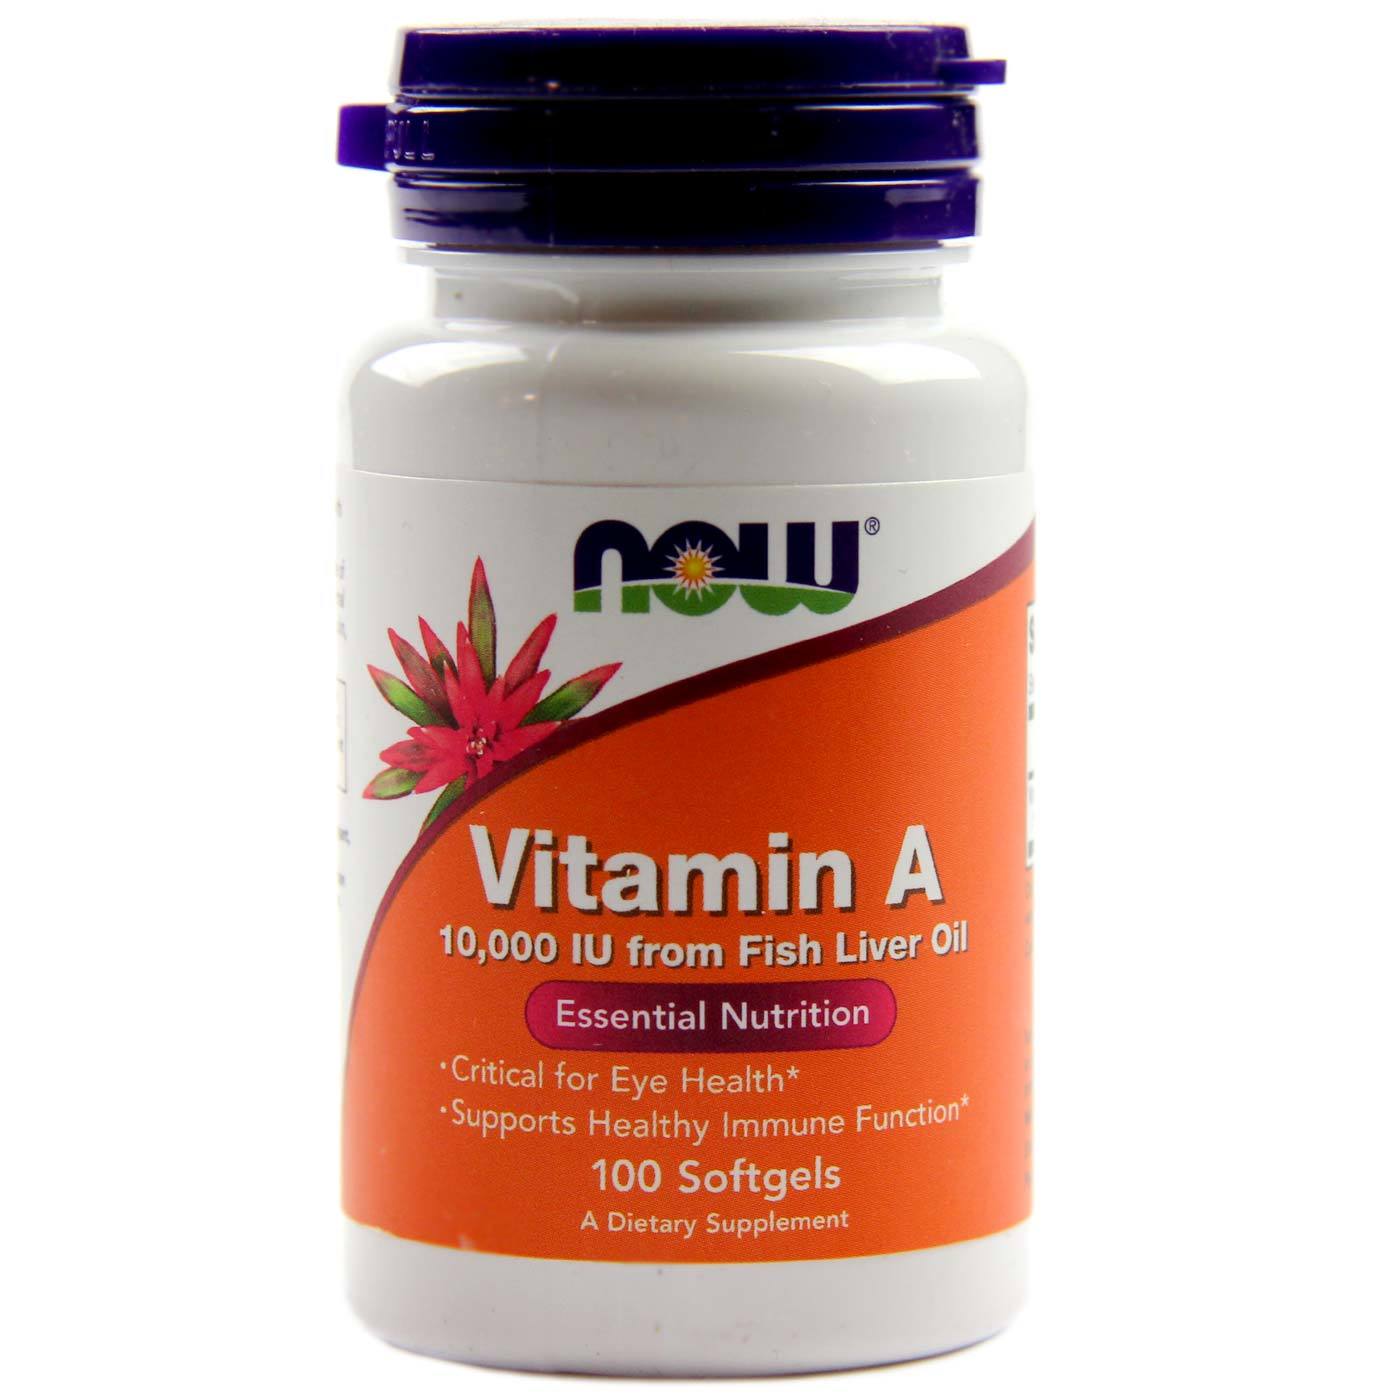 now®
Vitamin A
10,000 IU from Fish Liver Oil
Essential Nutrition
·Critical for Eye Health*
·Supports Healthy Immune Function*
100 Softgels
A Dietary Supplement